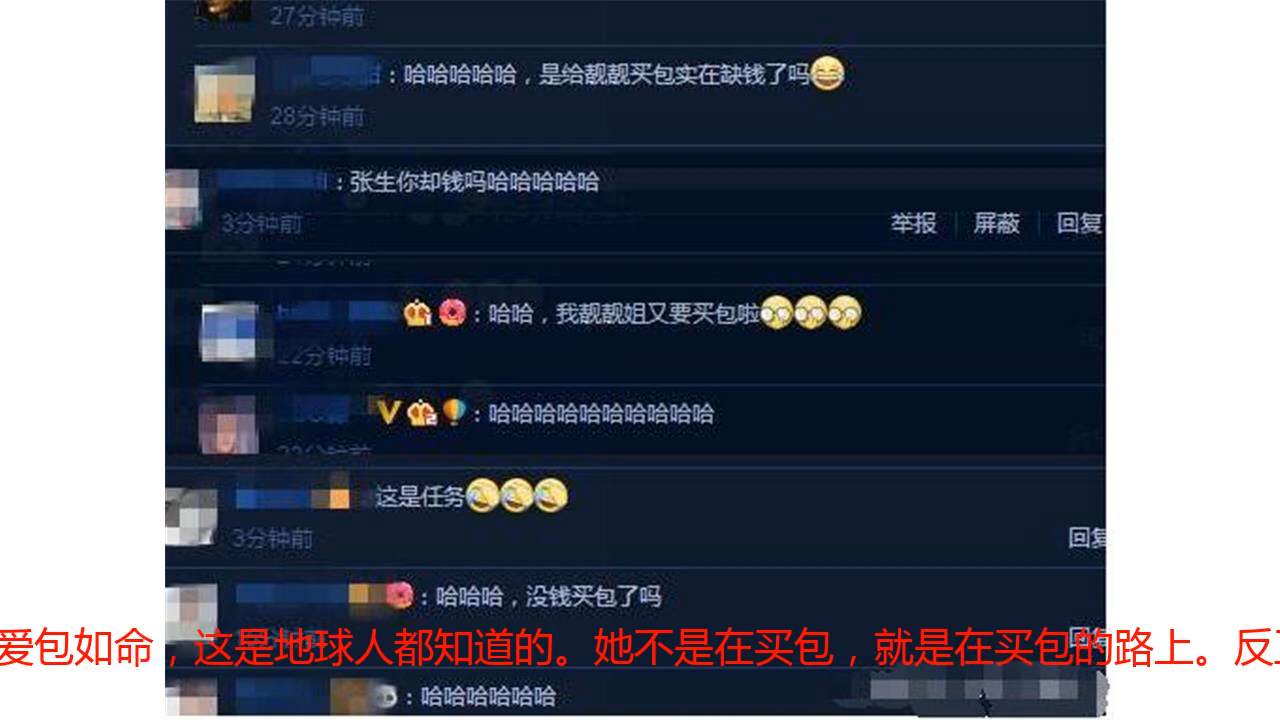 27分钟前
：哈哈哈哈哈，是给靓靓买包实在缺钱了吗
28分钟前
：张生你却钱吗哈哈哈哈哈
3分钟前
举报 屏蔽 回复
：哈哈，我靓靓姐又要买包啦
22分钟前
：哈哈哈哈哈哈哈哈哈哈
这是任务
3分钟前
回复
：哈哈哈，没钱买包了吗
爱包如命，这是地球人都知道的。她不是在买包，就是在买包的路上。反
：哈哈哈哈哈哈